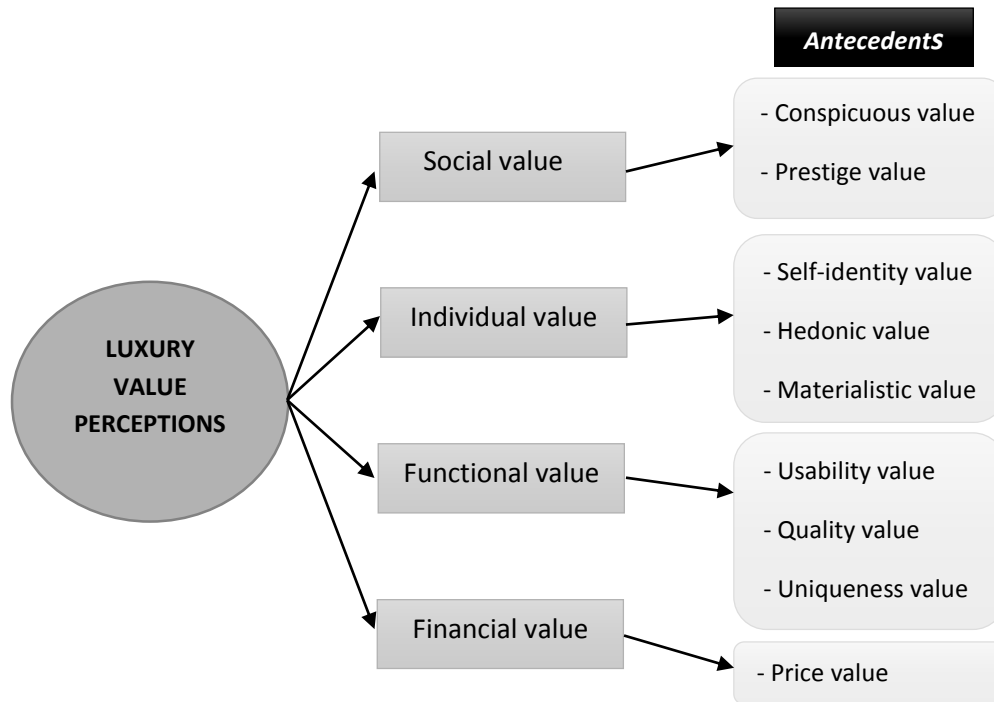 Antecedents
Social value
- Conspicuous value
- Prestige value
LUXURY
VALUE
PERCEPTIONS
Individual value
- Self-identity value
- Hedonic value
- Materialistic value
Functional value
- Usability value
- Quality value
- Uniqueness value
Financial value
- Price value